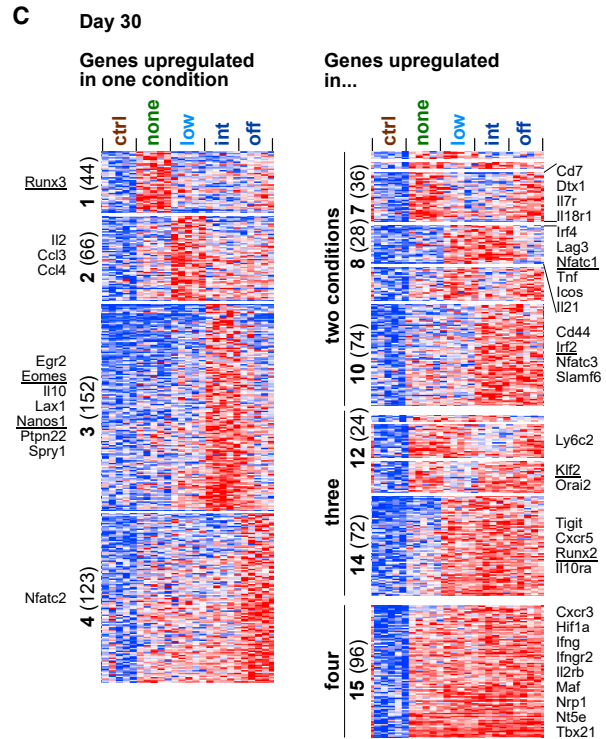 C
Day 30
Genes upregulated
in one condition
ctrl
none
low
int
off
Runx3
1 (44)
Il2
Ccl3
Ccl4
2 (66)
Egr2
Eomes
Il10
Lax1
Nanos1
Ptpn22
Spry1
3 (152)
Nfatc2
4 (123)
Genes upregulated
in...
ctrl
none
low
int
off
two conditions
7 (36)
Cd7
Dtx1
Il7r
Il18r1
8 (28)
Irf4
Lag3
Nfatc1
Tnf
Icos
Il21
10 (74)
Cd44
Irf2
Nfatc3
Slamf6
three
12 (24)
Ly6c2
Klf2
Orai2
14 (72)
Tigit
Cxcr5
Runx2
Il10ra
four
15 (96)
Cxcr3
Hif1a
Ifng
Ifngr2
Il2rb
Maf
Nrp1
Nt5e
Tbx21